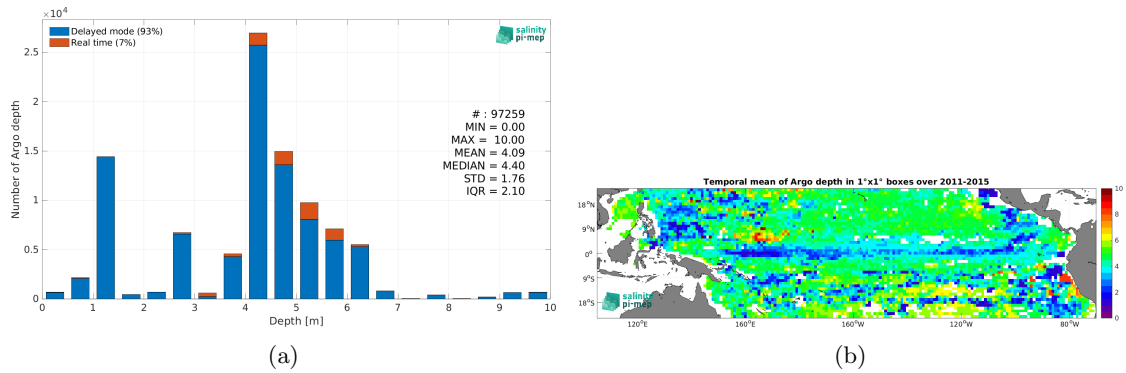 ×10⁴
Delayed mode (93%)
Real time (7%)
salinity
pi-mep
2.5
2
1.5
1
0.5
0
Number of Argo depth
# : 97259
MIN = 0.00
MAX = 10.00
MEAN = 4.09
MEDIAN = 4.40
STD = 1.76
IQR = 2.10
0 1 2 3 4 5 6 7 8 9 10
Depth [m]
(a)
Temporal mean of Argo depth in 1°x1° boxes over 2011-2015
18°N
9°N
0°
9°S
18°S
salinity
pi-mep
120°E 160°E 160°W 120°W 80°W
10
8
6
4
2
0
(b)